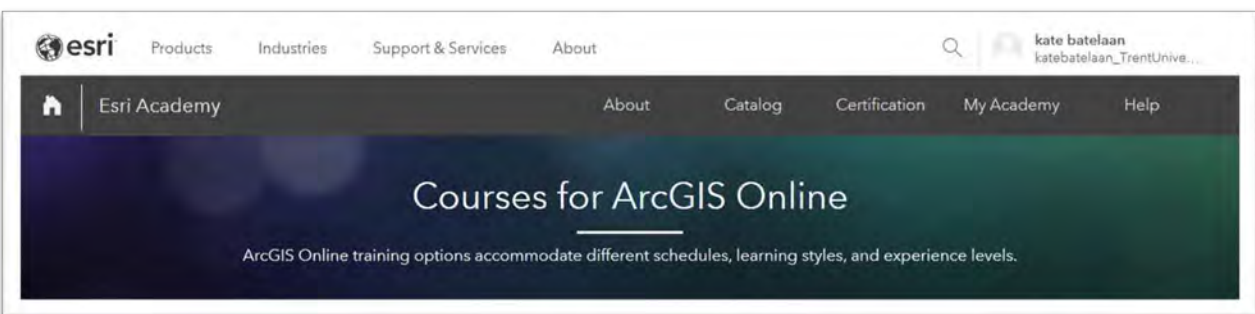 esri Products Industries Support & Services About kate batelaan
katebatelaan_TrentUnive...
Esri Academy About Catalog Certification My Academy Help
Courses for ArcGIS Online
ArcGIS Online training options accommodate different schedules, learning styles, and experience levels.